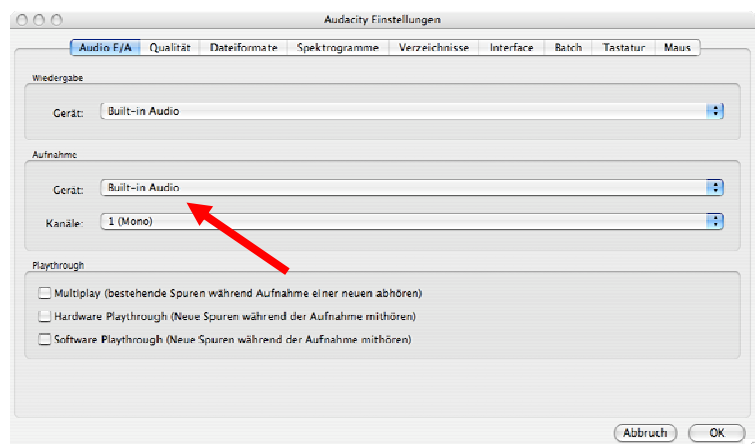 Audacity Einstellungen
Audio E/A Qualität Dateiformate Spektrogramme Verzeichnisse Interface Batch Tastatur Maus
Wiedergabe
Gerät: Built-in Audio
Aufnahme
Gerät: Built-in Audio
Kanäle: 1 (Mono)
Playthrough
Multiplay (bestehende Spuren während Aufnahme einer neuen abhören)
Hardware Playthrough (Neue Spuren während der Aufnahme mithören)
Software Playthrough (Neue Spuren während der Aufnahme mithören)
Abbruch OK